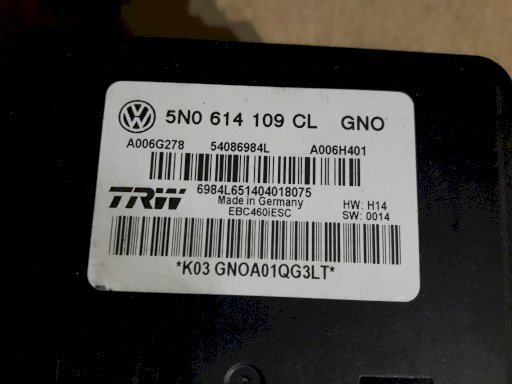 5N0 614 109 CL GNO
A006G278 54086984L A006H401
6984L651404018075
TRW Made in Germany HW: H14
EBC460iESC SW: 0014
*K03 GNOA01QG3LT*